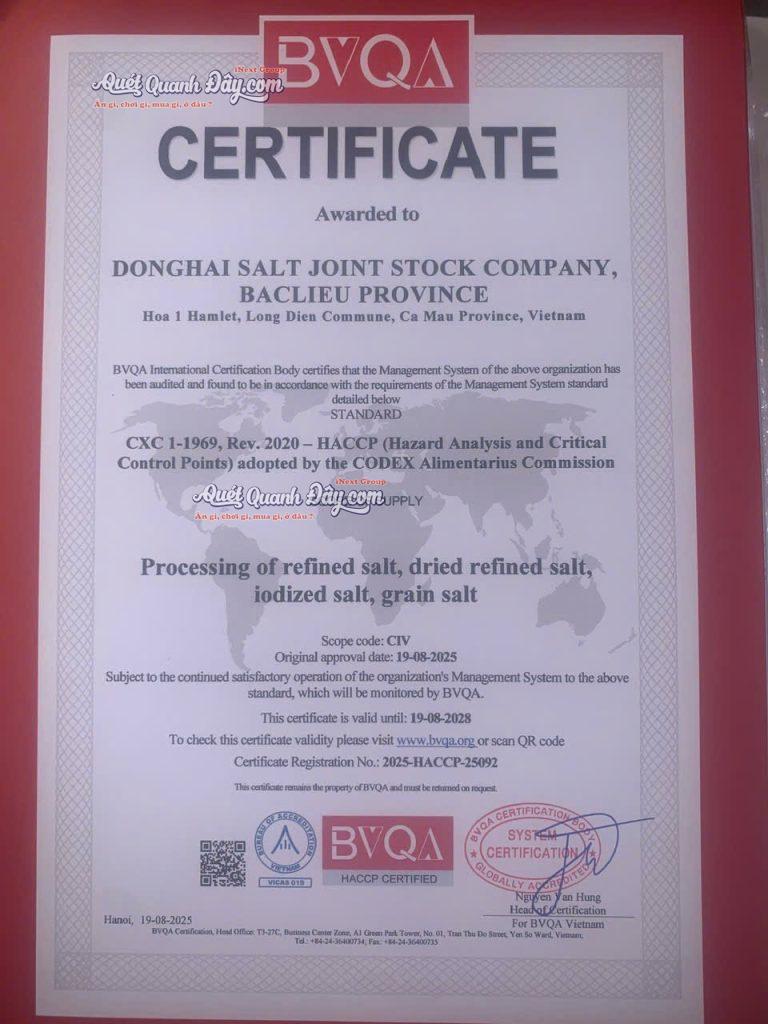 BVQA
iNext Group
Quét Quanh Đây.com
Ăn gì, chơi gì, mua gì, ở đâu ?
CERTIFICATE
Awarded to
DONGHAI SALT JOINT STOCK COMPANY,
BACLIEU PROVINCE
Hoa 1 Hamlet, Long Dien Commune, Ca Mau Province, Vietnam
BVQA International Certification Body certifies that the Management System of the above organization has
been audited and found to be in accordance with the requirements of the Management System standard
detailed below
STANDARD
CXC 1-1969, Rev. 2020 – HACCP (Hazard Analysis and Critical
Control Points) adopted by the CODEX Alimentarius Commission
iNext Group
Quét Quanh Đây.com
Ăn gì, chơi gì, mua gì, ở đâu ?
SUPPLY
Processing of refined salt, dried refined salt,
iodized salt, grain salt
Scope code: CIV
Original approval date: 19-08-2025
Subject to the continued satisfactory operation of the organization's Management System to the above
standard, which will be monitored by BVQA.
This certificate is valid until: 19-08-2028
To check this certificate validity please visit www.bvqa.org or scan QR code
Certificate Registration No.: 2025-HACCP-25092
This certificate remains the property of BVQA and must be returned on request.
BUREAU OF ACCREDITATION
VIETNAM
VICAS 019
BVQA
HACCP CERTIFIED
BVQA CERTIFICATION BODY
SYSTEM
CERTIFICATION
GLOBALLY ACCREDITED
Nguyen Van Hung
Head of Certification
For BVQA Vietnam
Hanoi, 19-08-2025
BVQA Certification, Head Office: T3-27C, Business Center Zone, A1 Green Park Tower, No. 01, Tran Thu Do Street, Yen So Ward, Vietnam,
Tel.: +84-24-36400734; Fax: +84-24-36400735